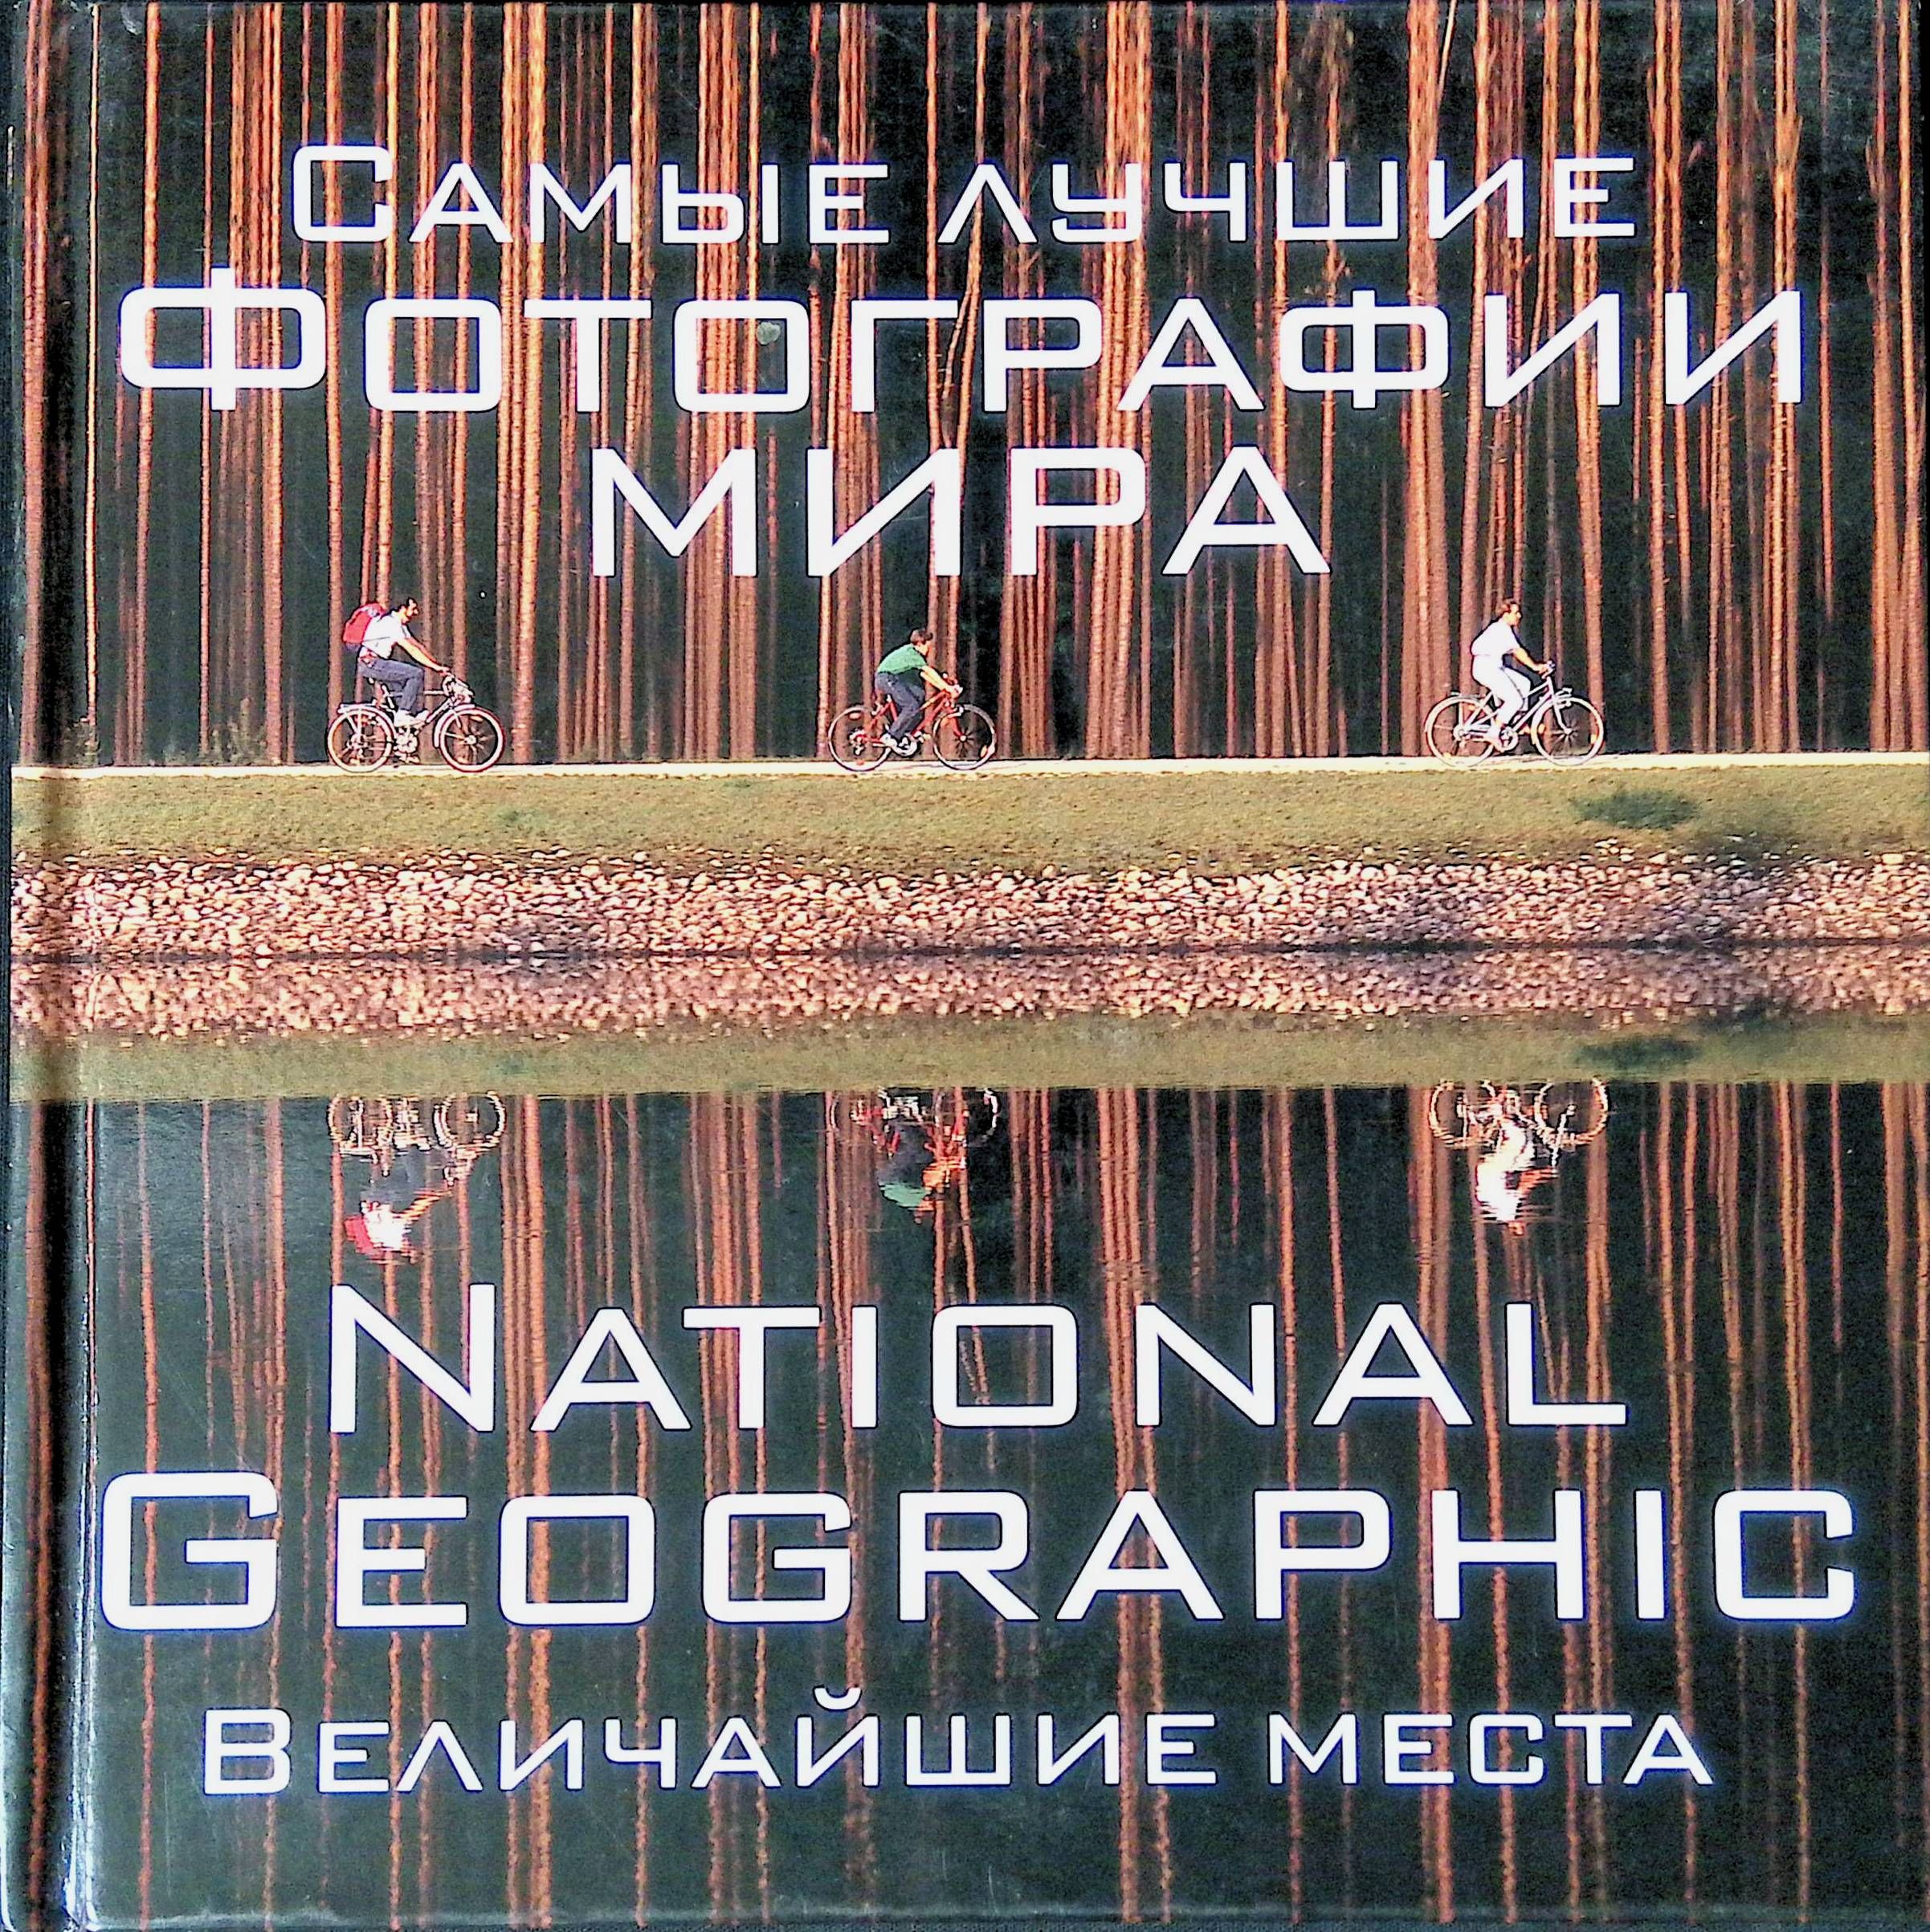 Самые лучшие
Фотографии
мира
National
Geographic
Величайшие места